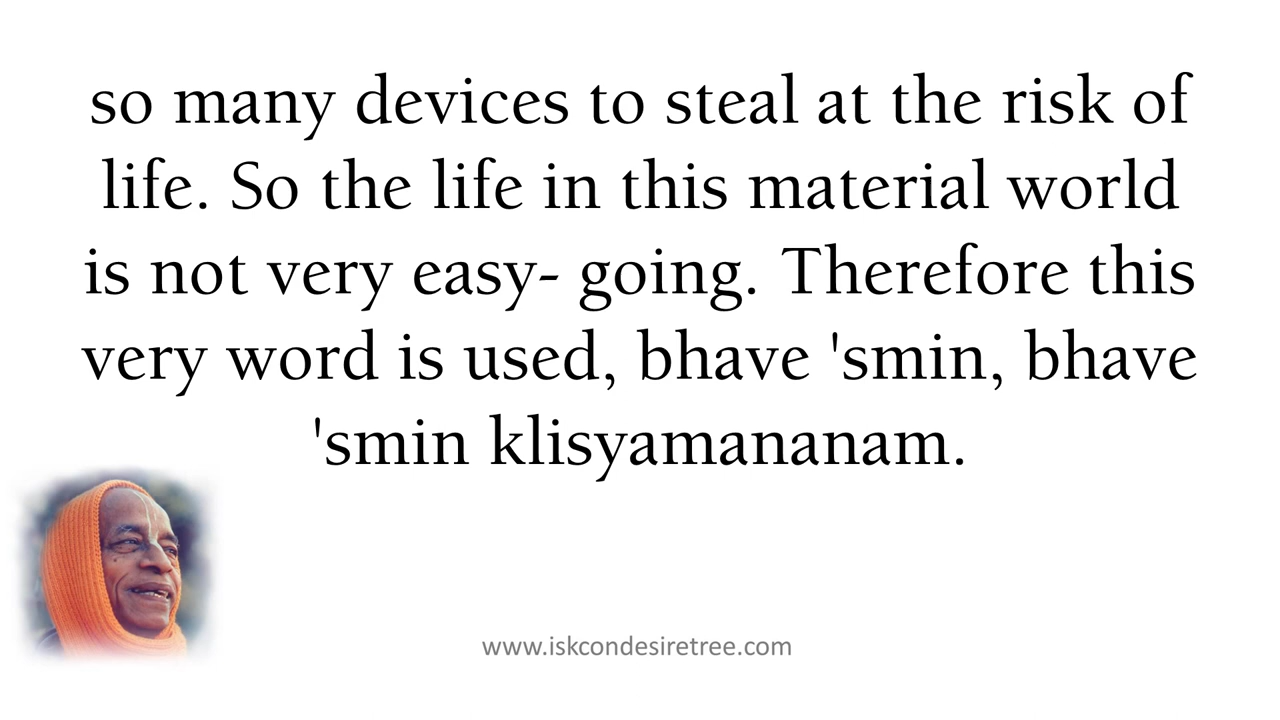 so many devices to steal at the risk of
life. So the life in this material world
is not very easy- going. Therefore this
very word is used, bhave 'smin, bhave
'smin klisyamananam.
www.iskcondesiretree.com